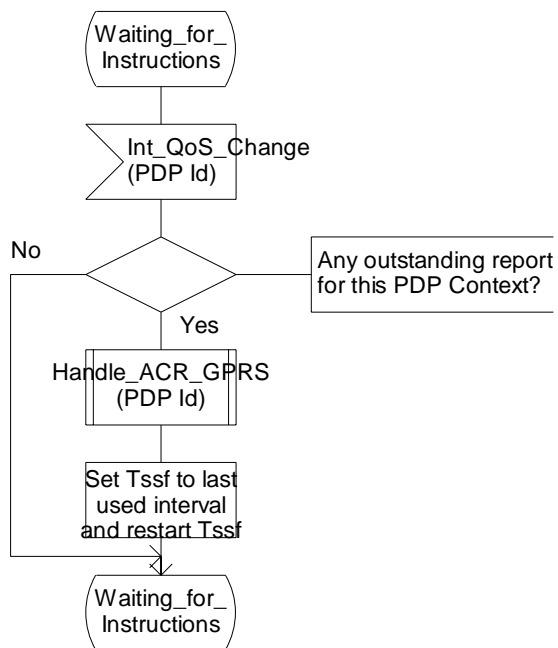 Waiting_for_
Instructions
Int_QoS_Change
(PDP Id)
No
Any outstanding report
for this PDP Context?
Yes
Handle_ACR_GPRS
(PDP Id)
Set Tssf to last
used interval
and restart Tssf
Waiting_for_
Instructions